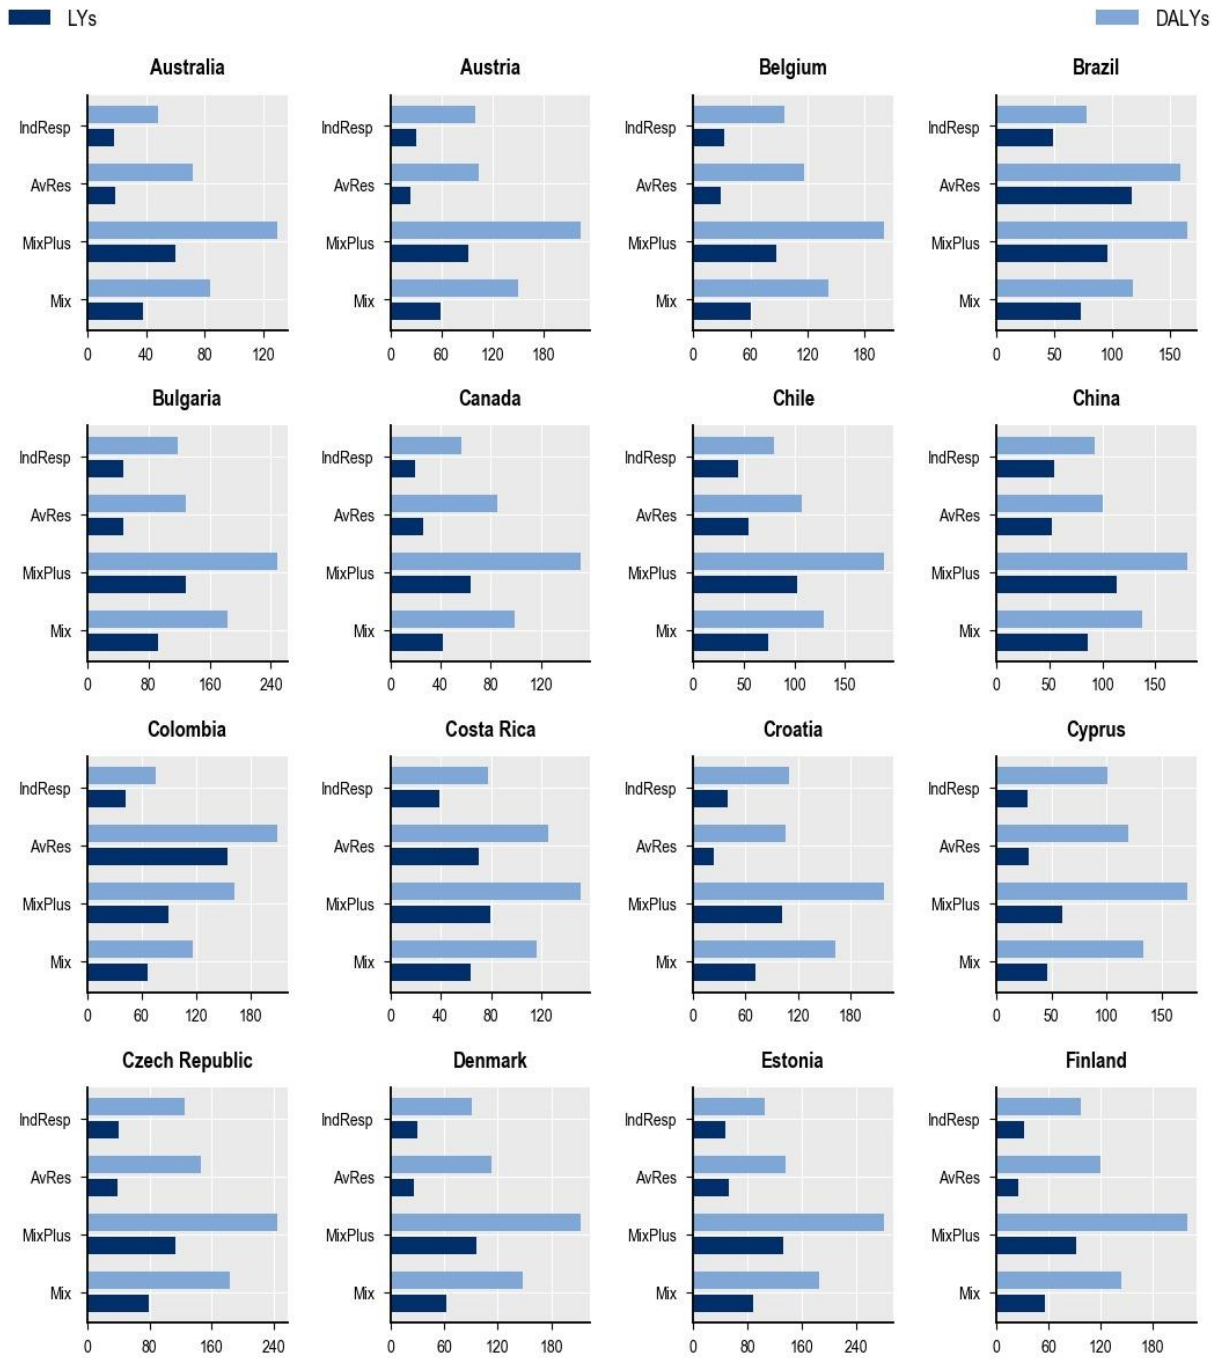 LYs DALYs
Australia Austria Belgium Brazil
IndResp IndResp IndResp IndResp
AvRes AvRes AvRes AvRes
MixPlus MixPlus MixPlus MixPlus
Mix Mix Mix Mix
0 40 80 120 0 60 120 180 0 60 120 180 0 50 100 150
Bulgaria Canada Chile China
IndResp IndResp IndResp IndResp
AvRes AvRes AvRes AvRes
MixPlus MixPlus MixPlus MixPlus
Mix Mix Mix Mix
0 80 160 240 0 40 80 120 0 50 100 150 0 50 100 150
Colombia Costa Rica Croatia Cyprus
IndResp IndResp IndResp IndResp
AvRes AvRes AvRes AvRes
MixPlus MixPlus MixPlus MixPlus
Mix Mix Mix Mix
0 60 120 180 0 40 80 120 0 60 120 180 0 50 100 150
Czech Republic Denmark Estonia Finland
IndResp IndResp IndResp IndResp
AvRes AvRes AvRes AvRes
MixPlus MixPlus MixPlus MixPlus
Mix Mix Mix Mix
0 80 160 240 0 60 120 180 0 80 160 240 0 60 120 180